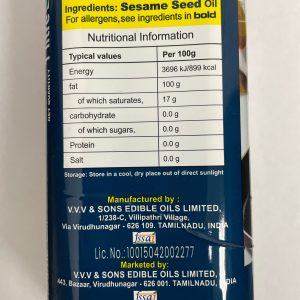 Ingredients: Sesame Seed Oil
For allergens,see ingredients in bold
Nutritional Information
Typical values Per 100g
Energy 3696 kJ/899 kcal
fat 100 g
of which saturates, 17 g
carbohydrate 0.0 g
of which sugars, 0.0 g
Protein 0.0 g
Salt 0.0 g
Storage: Store in a cool, dry place out of direct sunlight
Manufactured by :
V.V.V & SONS EDIBLE OILS LIMITED,
1/238-C, Villipathri Village,
Via Virudhunagar - 626 109. TAMILNADU, INDIA
fssai
Lic.No.:10015042002277
Marketed by:
V.V.V & SONS EDIBLE OILS LIMITED,
443, Bazaar, Virudhunagar - 626 001. TAMILNADU, INDIA
fssai
NET QUANTITY